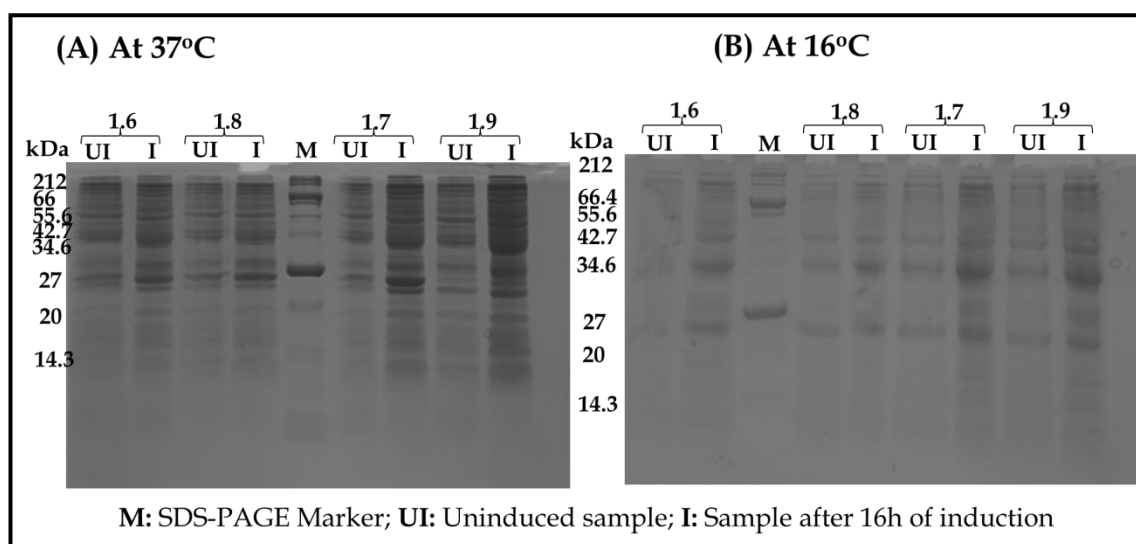 (A) At 37°C
(B) At 16°C
1.6 1.8 1.7 1.9
kDa UI I UI I M UI I UI I
212
66
55.6
42.7
34.6
27
20
14.3
1.6 1.8 1.7 1.9
kDa UI I M UI I UI I UI I
212
66.4
55.6
42.7
34.6
27
20
14.3
M: SDS-PAGE Marker; UI: Uninduced sample; I: Sample after 16h of induction